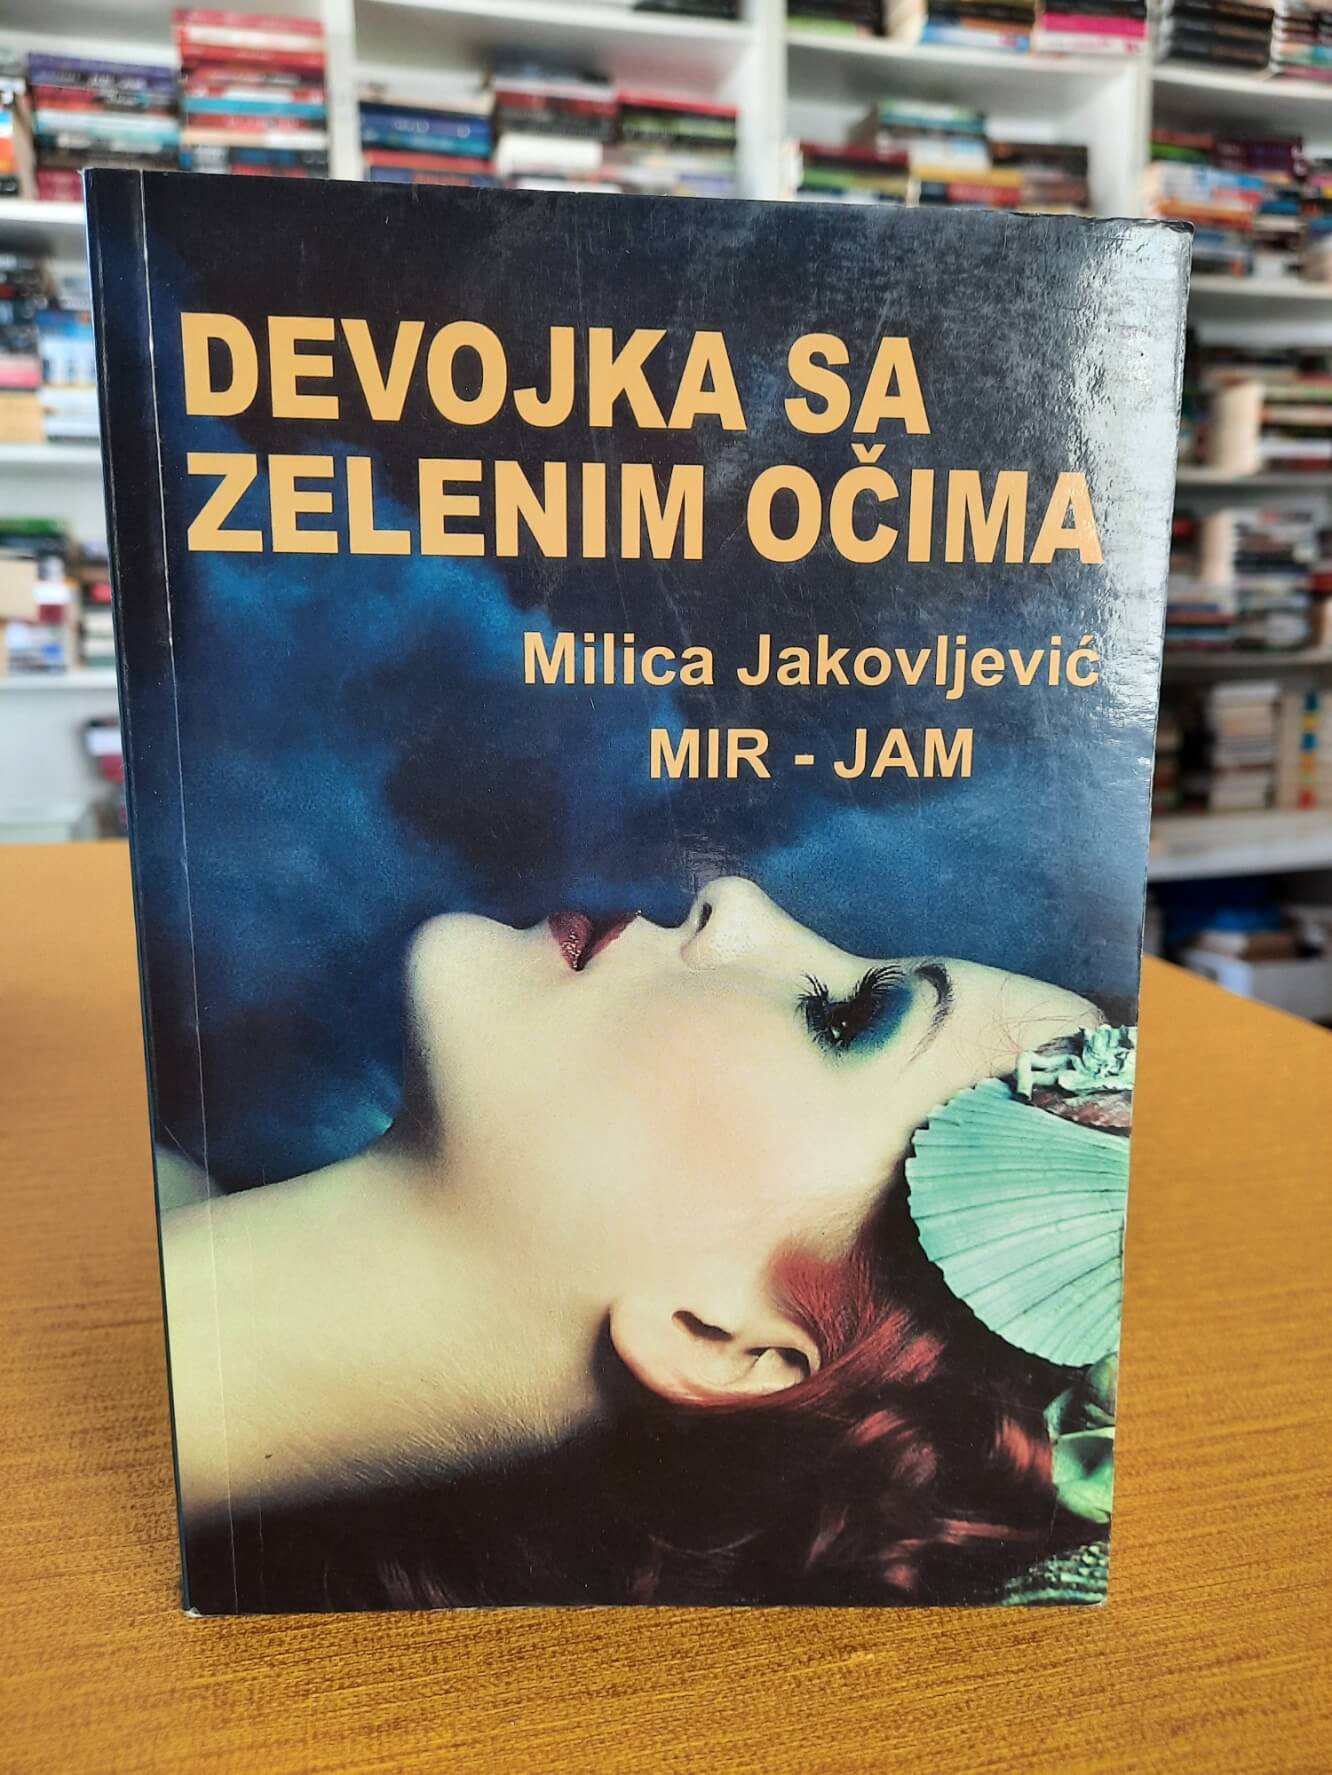 DEVOJKA SA
ZELENIM OČIMA
Milica Jakovljević
MIR - JAM